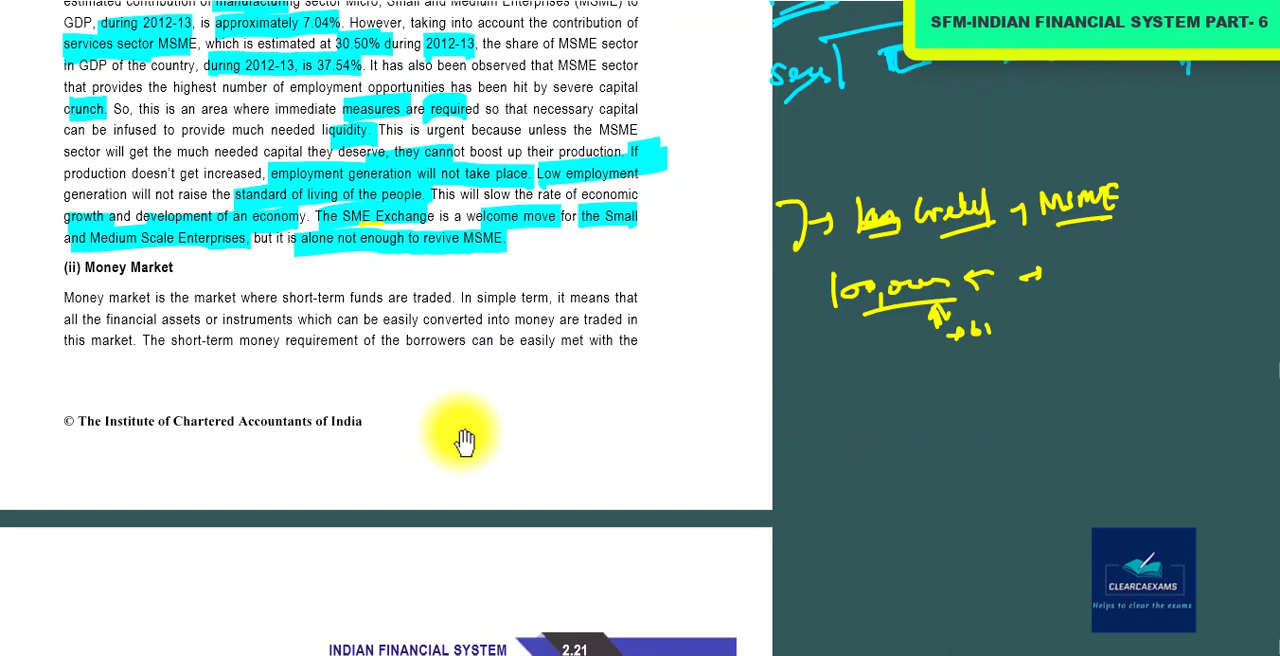 estimated contribution of manufacturing sector Micro, Small and Medium Enterprises (MSME) to
GDP, during 2012-13, is approximately 7.04%. However, taking into account the contribution of
services sector MSME, which is estimated at 30.50% during 2012-13, the share of MSME sector
in GDP of the country, during 2012-13, is 37.54%. It has also been observed that MSME sector
that provides the highest number of employment opportunities has been hit by severe capital
crunch. So, this is an area where immediate measures are required so that necessary capital
can be infused to provide much needed liquidity. This is urgent because unless the MSME
sector will get the much needed capital they deserve, they cannot boost up their production. If
production doesn't get increased, employment generation will not take place. Low employment
generation will not raise the standard of living of the people. This will slow the rate of economic
growth and development of an economy. The SME Exchange is a welcome move for the Small
and Medium Scale Enterprises, but it is alone not enough to revive MSME.
(ii) Money Market
Money market is the market where short-term funds are traded. In simple term, it means that
all the financial assets or instruments which can be easily converted into money are traded in
this market. The short-term money requirement of the borrowers can be easily met with the
© The Institute of Chartered Accountants of India
INDIAN FINANCIAL SYSTEM 2.21
SFM-INDIAN FINANCIAL SYSTEM PART- 6
MSME
CLEARCAEXAMS
Helps to clear the exams